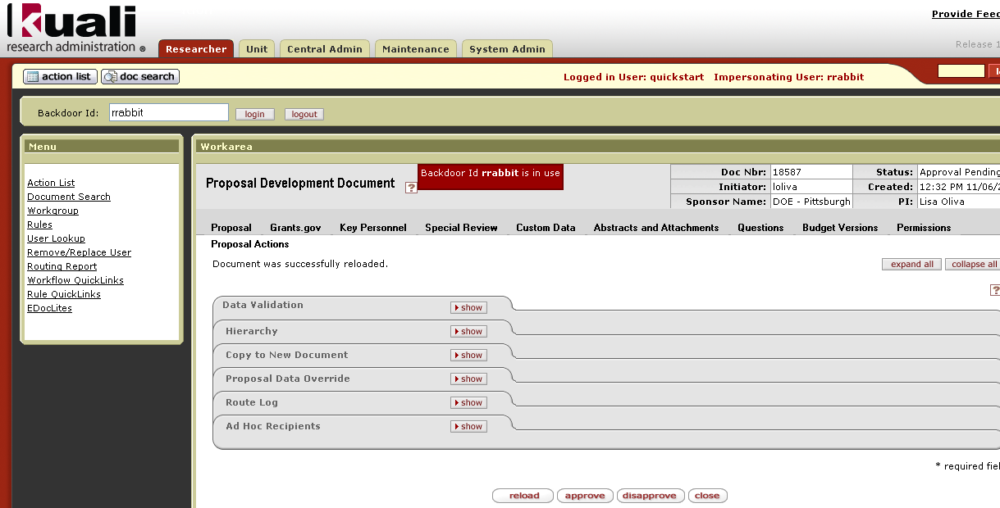 kuali
Provide Feed
research administration ®
Release 1
Researcher Unit Central Admin Maintenance System Admin
action list doc search Logged in User: quickstart Impersonating User: rrabbit
Backdoor Id: rrabbit login logout
Menu
Action List
Document Search
Workgroup
Rules
User Lookup
Remove/Replace User
Routing Report
Workflow QuickLinks
Rule QuickLinks
EDocLites
Workarea
Proposal Development Document ?
Backdoor Id rrabbit is in use
Doc Nbr: 18587 Status: Approval Pending
Initiator: loliva Created: 12:32 PM 11/06/2
Sponsor Name: DOE - Pittsburgh PI: Lisa Oliva
Proposal Grants.gov Key Personnel Special Review Custom Data Abstracts and Attachments Questions Budget Versions Permissions
Proposal Actions
Document was successfully reloaded.
expand all collapse all
?
Data Validation show
Hierarchy show
Copy to New Document show
Proposal Data Override show
Route Log show
Ad Hoc Recipients show
* required fiel
reload approve disapprove close